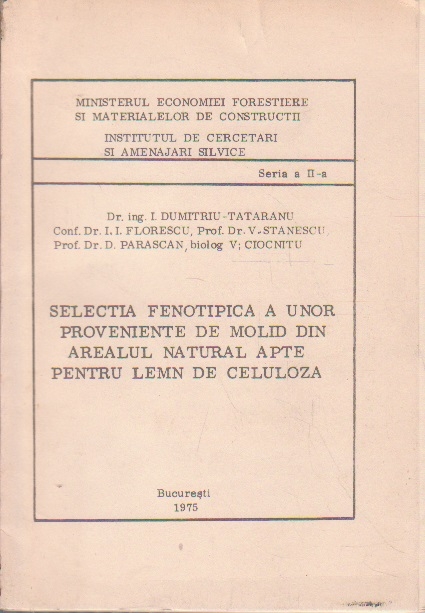 MINISTERUL ECONOMIEI FORESTIERE
SI MATERIALELOR DE CONSTRUCTII
INSTITUTUL DE CERCETARI
SI AMENAJARI SILVICE
Seria a II-a
Dr. ing. I. DUMITRIU-TATARANU
Conf. Dr. I. I. FLORESCU, Prof. Dr. V. STANESCU
Prof. Dr. D. PARASCAN, biolog V; CIOCNITU
SELECTIA FENOTIPICA A UNOR
PROVENIENTE DE MOLID DIN
AREALUL NATURAL APTE
PENTRU LEMN DE CELULOZA
Bucureşti
1975